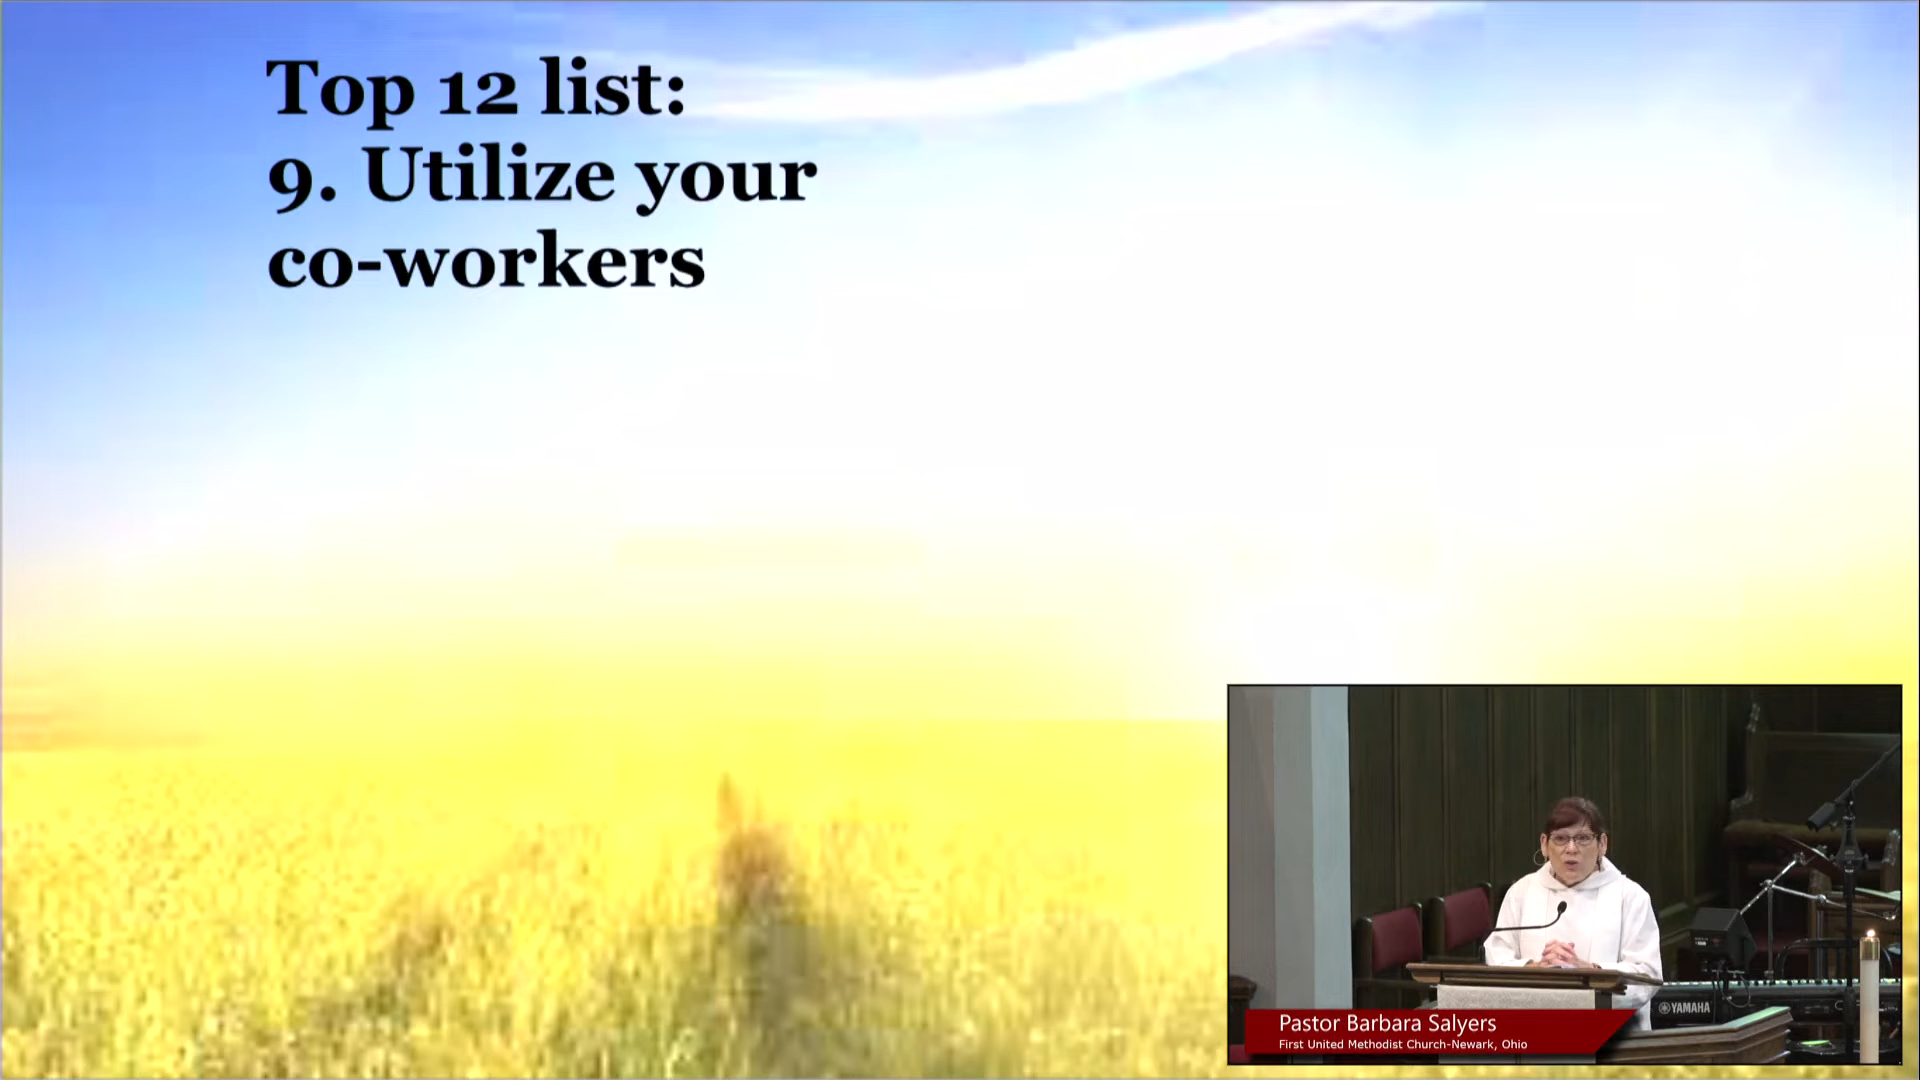 Top 12 list:
9. Utilize your
co-workers
YAMAHA
Pastor Barbara Salyers
First United Methodist Church-Newark, Ohio